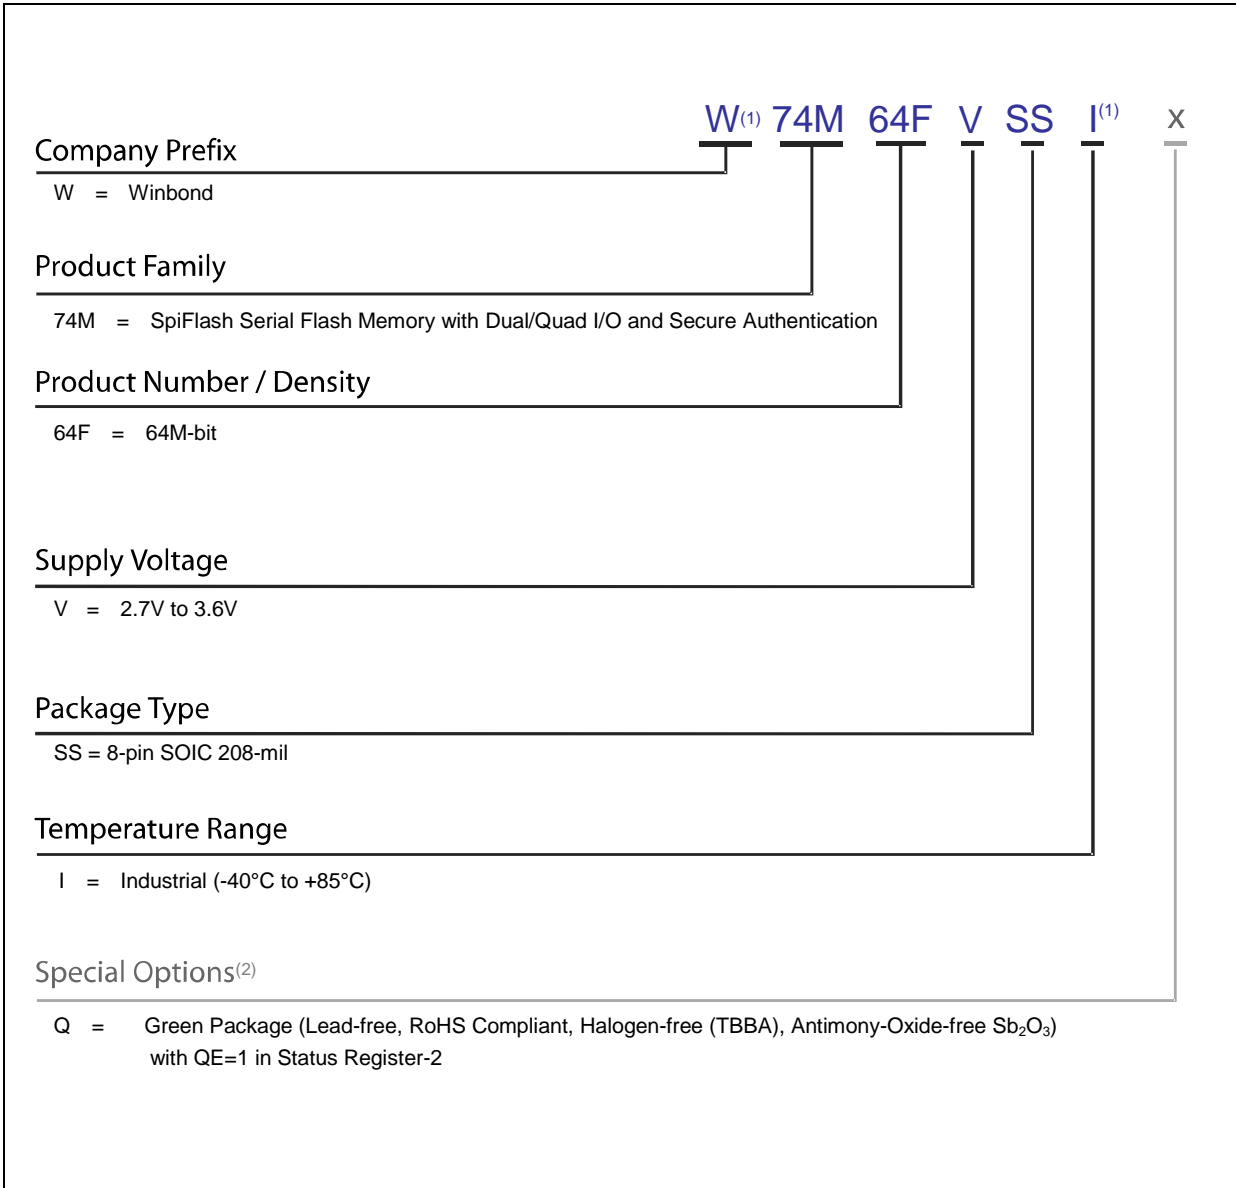 W(1) 74M 64F V SS I(1) x
Company Prefix
W = Winbond
Product Family
74M = SpiFlash Serial Flash Memory with Dual/Quad I/O and Secure Authentication
Product Number / Density
64F = 64M-bit
Supply Voltage
V = 2.7V to 3.6V
Package Type
SS = 8-pin SOIC 208-mil
Temperature Range
I = Industrial (-40°C to +85°C)
Special Options(2)
Q = Green Package (Lead-free, RoHS Compliant, Halogen-free (TBBA), Antimony-Oxide-free Sb₂O₃)
with QE=1 in Status Register-2